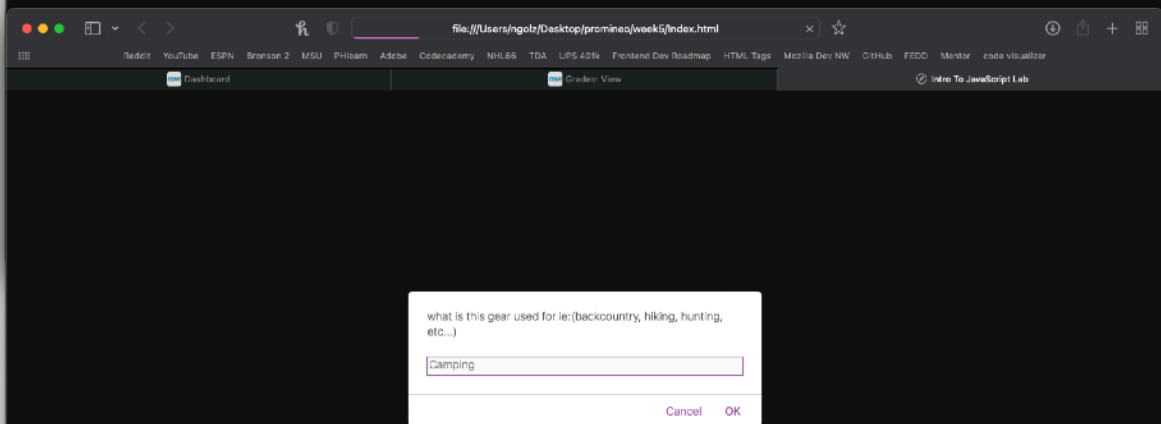 file:///Users/ngolz/Desktop/promineo/week5/Index.html
Reddit YouTube ESPN Bronson 2 MSU PHlearn Adobe Codecademy NHL66 TDA UPS 401k Frontend Dev Roadmap HTML Tags Mozilla Dev NW GitHub FEDD Mentor code visualizer
Dashboard Gradeer View Intro To JavaScript Lab
what is this gear used for ie:(backcountry, hiking, hunting,
etc...)
Camping
Cancel OK